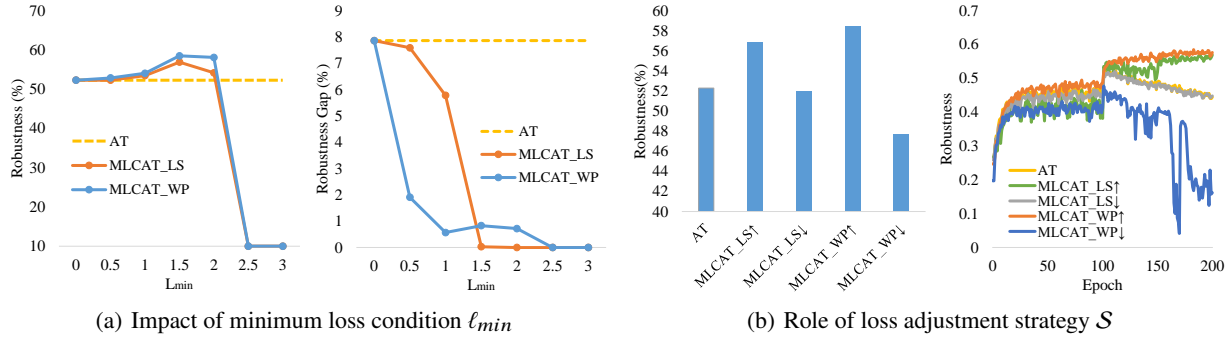 Robustness (%)
70
60
50
40
30
20
10
AT
MLCAT_LS
MLCAT_WP
0 0.5 1 1.5 2 2.5 3
Lmin
Robustness Gap (%)
9
8
7
6
5
4
3
2
1
0
AT
MLCAT_LS
MLCAT_WP
0 0.5 1 1.5 2 2.5 3
Lmin
(a) Impact of minimum loss condition ℓmin
Robustness(%)
60
58
56
54
52
50
48
46
44
42
40
AT
MLCAT_LS↑
MLCAT_LS↓
MLCAT_WP↑
MLCAT_WP↓
Robustness
0.7
0.6
0.5
0.4
0.3
0.2
0.1
0
AT
MLCAT_LS↑
MLCAT_LS↓
MLCAT_WP↑
MLCAT_WP↓
0 50 100 150 200
Epoch
(b) Role of loss adjustment strategy S